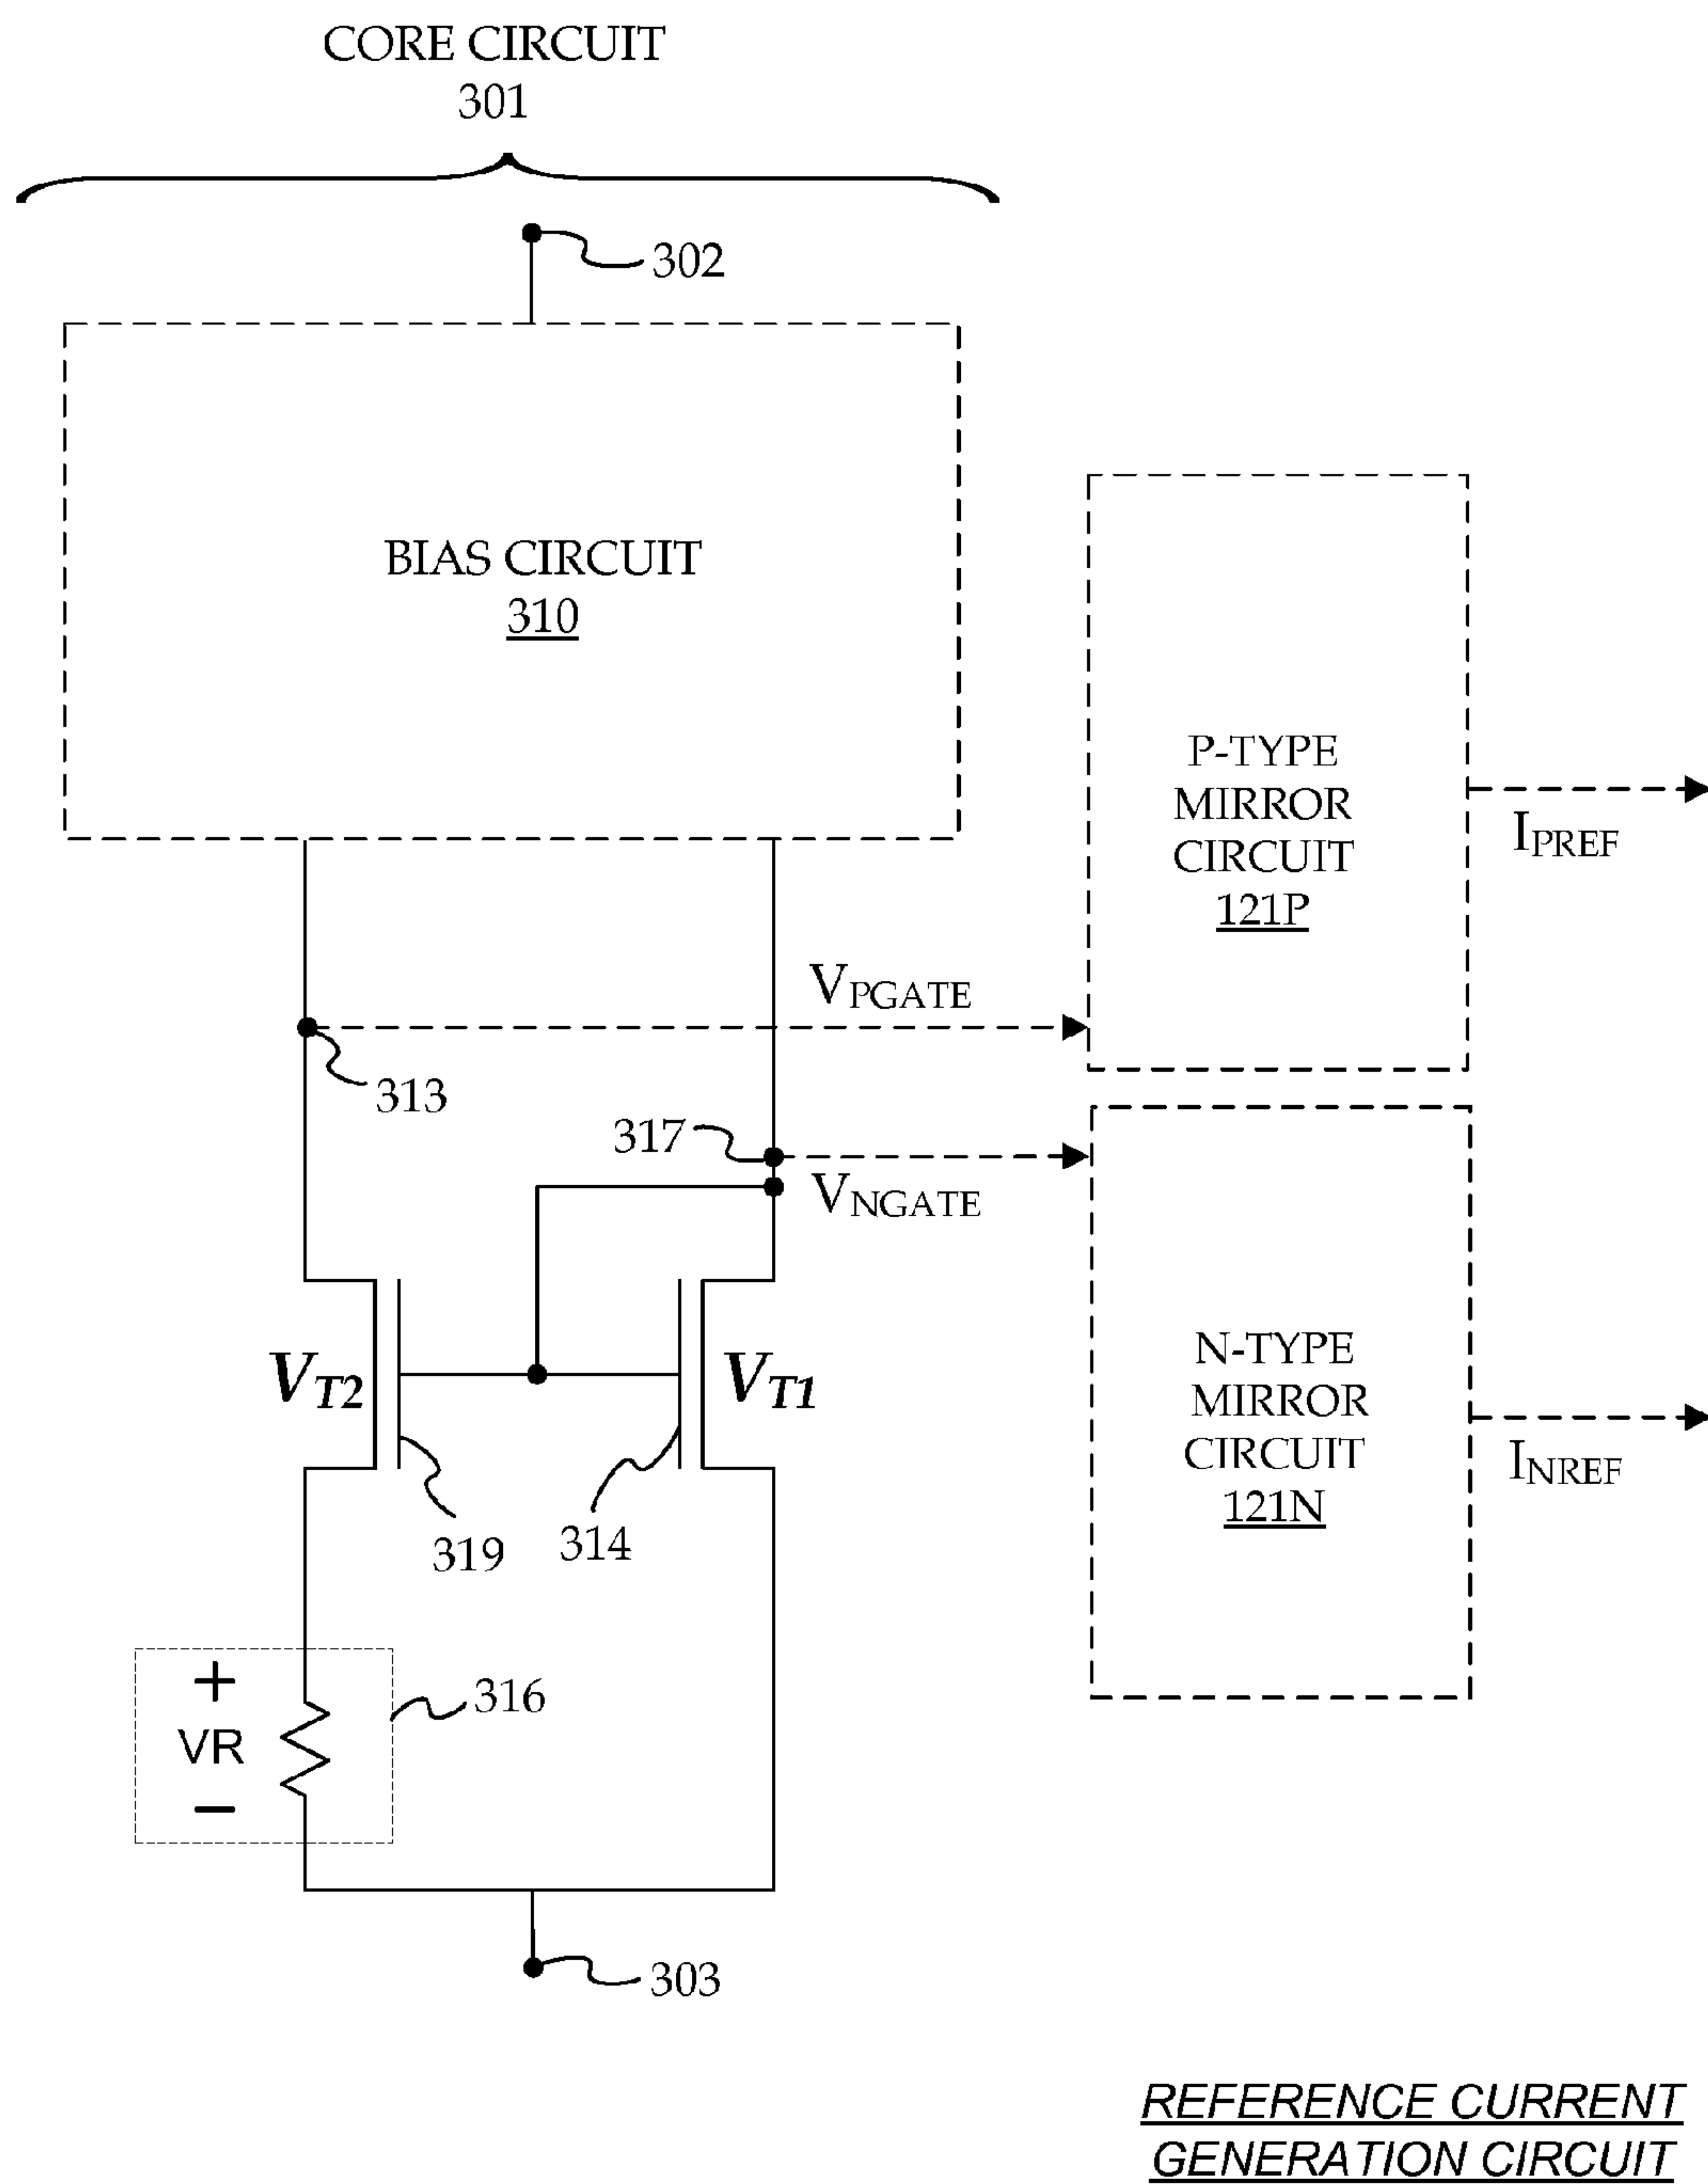 CORE CIRCUIT
301
302
BIAS CIRCUIT
310
P-TYPE
MIRROR
CIRCUIT
121P
IPREF
VPGATE
313
317
VNGATE
N-TYPE
MIRROR
CIRCUIT
121N
INREF
VT2
VT1
319
314
+
VR
−
316
303
REFERENCE CURRENT
GENERATION CIRCUIT